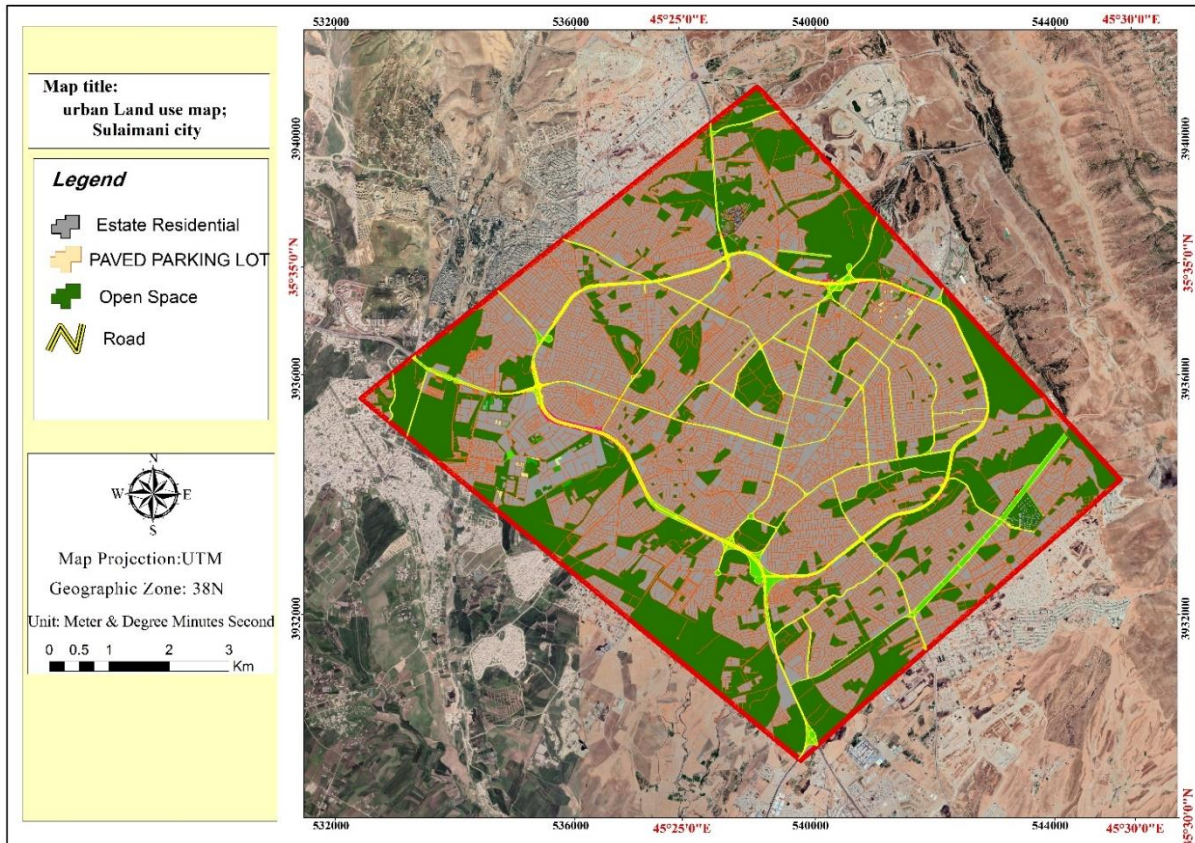 Map title:
urban Land use map;
Sulaimani city
Legend
Estate Residential
PAVED PARKING LOT
Open Space
Road
N
W E
S
Map Projection:UTM
Geographic Zone: 38N
Unit: Meter & Degree Minutes Second
0 0.5 1 2 3
Km
532000 536000 45°25'0"E 540000 544000 45°30'0"E
3940000 3940000
35°35'0"N 35°35'0"N
3936000 3936000
3932000 3932000
35°30'0"N
532000 536000 45°25'0"E 540000 544000 45°30'0"E